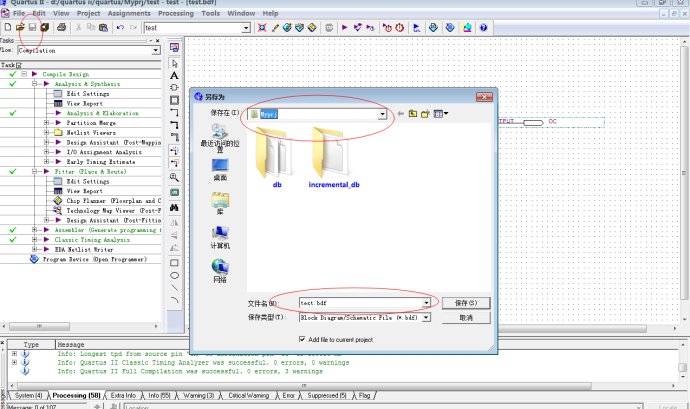 Quartus II - d:/quartus ii/quartus/Myprj/test - test - [test.bdf]
File Edit View Project Assignments Processing Tools Window Help
test
Tasks
Flow: Compilation
Task
Compile Design
Analysis & Synthesis
Edit Settings
View Report
Analysis & Elaboration
Partition Merge
Netlist Viewers
Design Assistant (Post-Mapping
I/O Assignment Analysis
Early Timing Estimate
Fitter (Place & Route)
Edit Settings
View Report
Chip Planner (Floorplan and C
Technology Map Viewer (Post-F
Design Assistant (Post-Fittin
Assembler (Generate programming f
Classic Timing Analysis
EDA Netlist Writer
Program Device (Open Programmer)
另存为
保存在(I):
Myprj
最近访问的位置
桌面
库
计算机
网络
db
incremental_db
文件名(N):
test.bdf
保存(S)
保存类型(T):
Block Diagram/Schematic File (*.bdf)
取消
Add file to current project
OC
Type Message
Info: Longest tpd from source pin
Info: Quartus II Classic Timing Analyzer was successful. 0 errors, 0 warnings
Info: Quartus II Full Compilation was successful. 0 errors, 3 warnings
System (4) Processing (58) Extra Info Info (55) Warning (3) Critical Warning Error Suppressed (5) Flag
Message: 0 of 107
Location:
Locate